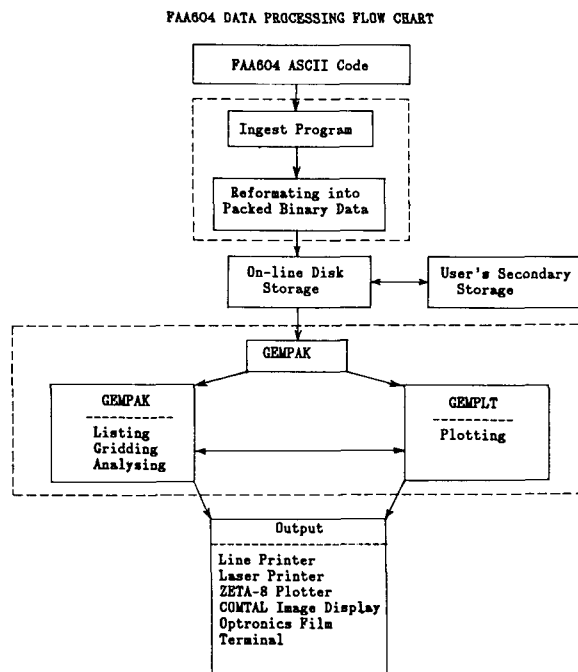 FAA604 DATA PROCESSING FLOW CHART
FAA604 ASCII Code
Ingest Program
Reformating into
Packed Binary Data
On-line Disk
Storage
User's Secondary
Storage
GEMPAK
GEMPAK
Listing
Gridding
Analysing
GEMPLT
Plotting
Output
Line Printer
Laser Printer
ZETA-8 Plotter
COMTAL Image Display
Optronics Film
Terminal